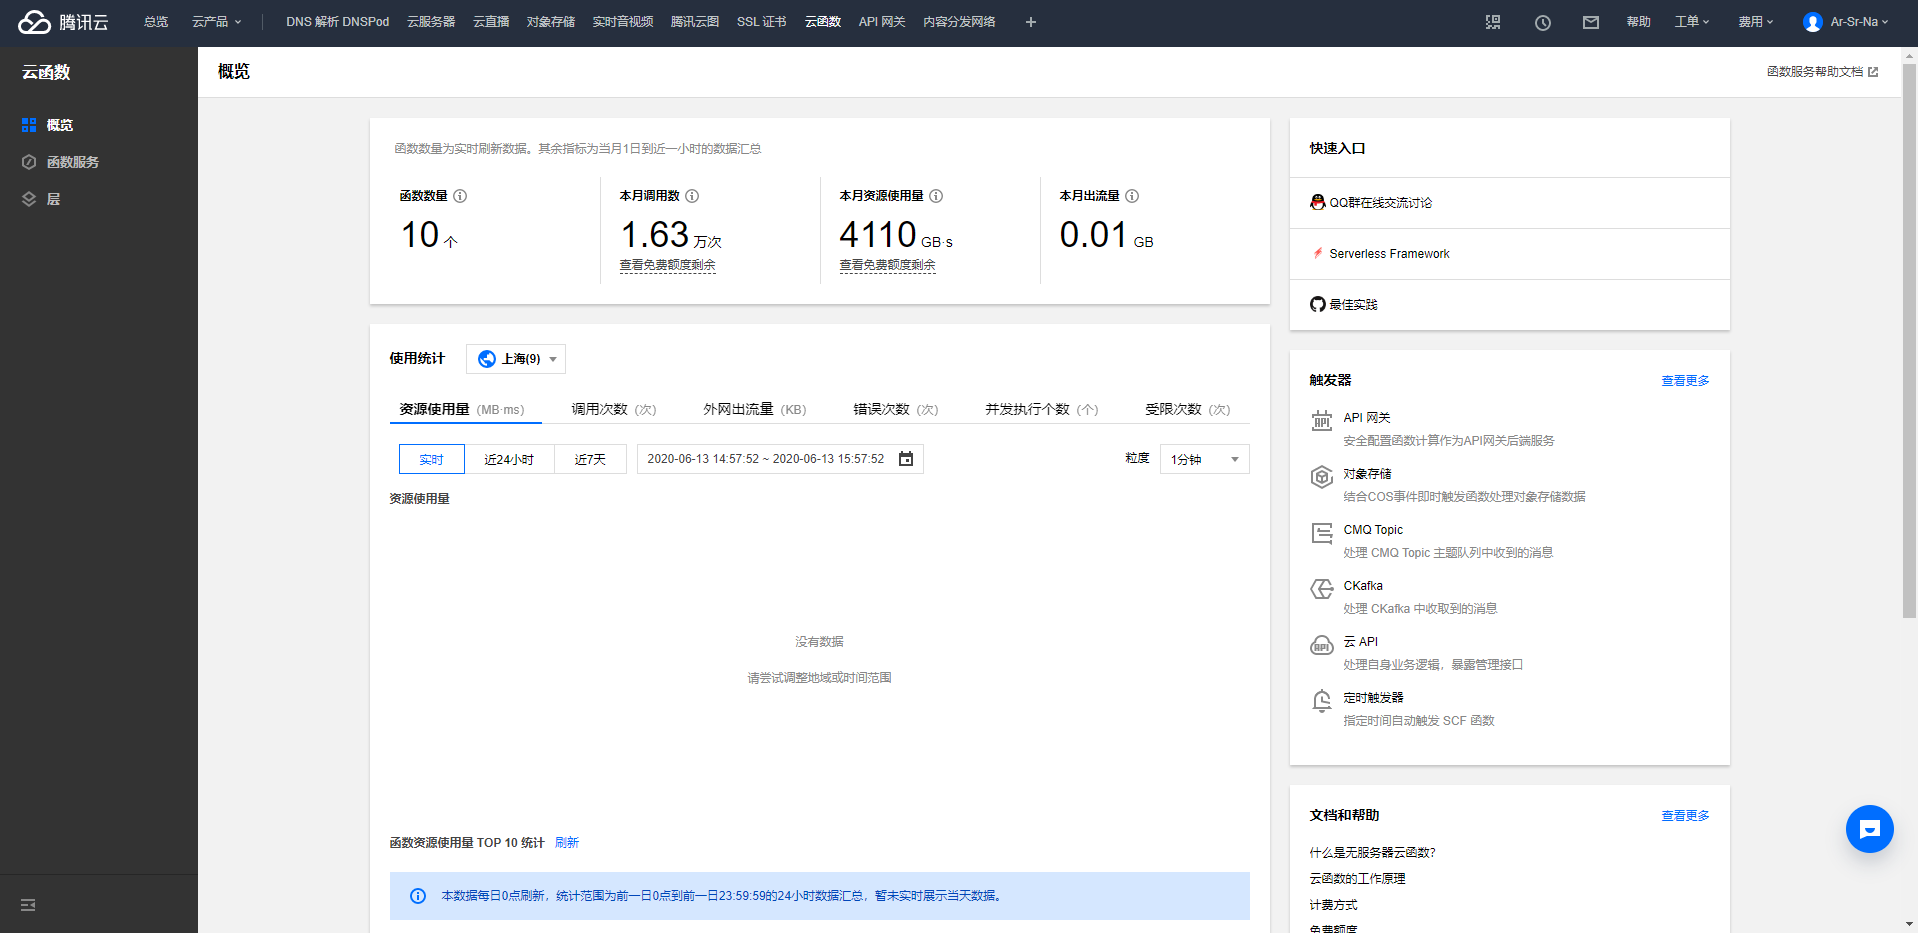 腾讯云
总览 云产品 DNS 解析 DNSPod 云服务器 云直播 对象存储 实时音视频 腾讯云图 SSL 证书 云函数 API 网关 内容分发网络 + 帮助 工单 费用 Ar-Sr-Na
云函数
概览
函数服务
层
概览
函数服务帮助文档
函数数量为实时刷新数据。其余指标为当月1日到近一小时的数据汇总
函数数量
10 个
本月调用数
1.63 万次
查看免费额度剩余
本月资源使用量
4110 GB·s
查看免费额度剩余
本月出流量
0.01 GB
使用统计 上海(9)
资源使用量 (MB·ms) 调用次数 (次) 外网出流量 (KB) 错误次数 (次) 并发执行个数 (个) 受限次数 (次)
实时 近24小时 近7天 2020-06-13 14:57:52 ~ 2020-06-13 15:57:52 粒度 1分钟
资源使用量
没有数据
请尝试调整地域或时间范围
函数资源使用量 TOP 10 统计 刷新
本数据每日0点刷新，统计范围为前一日0点到前一日23:59:59的24小时数据汇总，暂未实时展示当天数据。
快速入口
QQ群在线交流讨论
Serverless Framework
最佳实践
触发器 查看更多
API 网关
安全配置函数计算作为API网关后端服务
对象存储
结合COS事件即时触发函数处理对象存储数据
CMQ Topic
处理 CMQ Topic 主题队列中收到的消息
CKafka
处理 CKafka 中收取到的消息
云 API
处理自身业务逻辑，暴露管理接口
定时触发器
指定时间自动触发 SCF 函数
文档和帮助 查看更多
什么是无服务器云函数?
云函数的工作原理
计费方式
免费额度